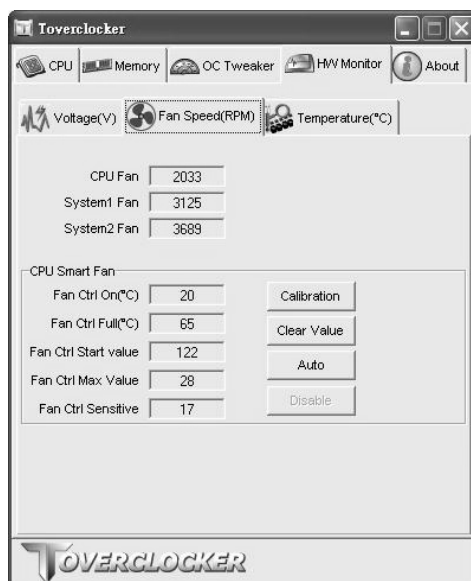 Toverclocker
CPU Memory OC Tweaker H/W Monitor About
Voltage(V) Fan Speed(RPM) Temperature(°C)
CPU Fan 2033
System1 Fan 3125
System2 Fan 3689
CPU Smart Fan
Fan Ctrl On(°C) 20 Calibration
Fan Ctrl Full(°C) 65 Clear Value
Fan Ctrl Start value 122
Auto
Fan Ctrl Max Value 28
Disable
Fan Ctrl Sensitive 17
TOVERCLOCKER